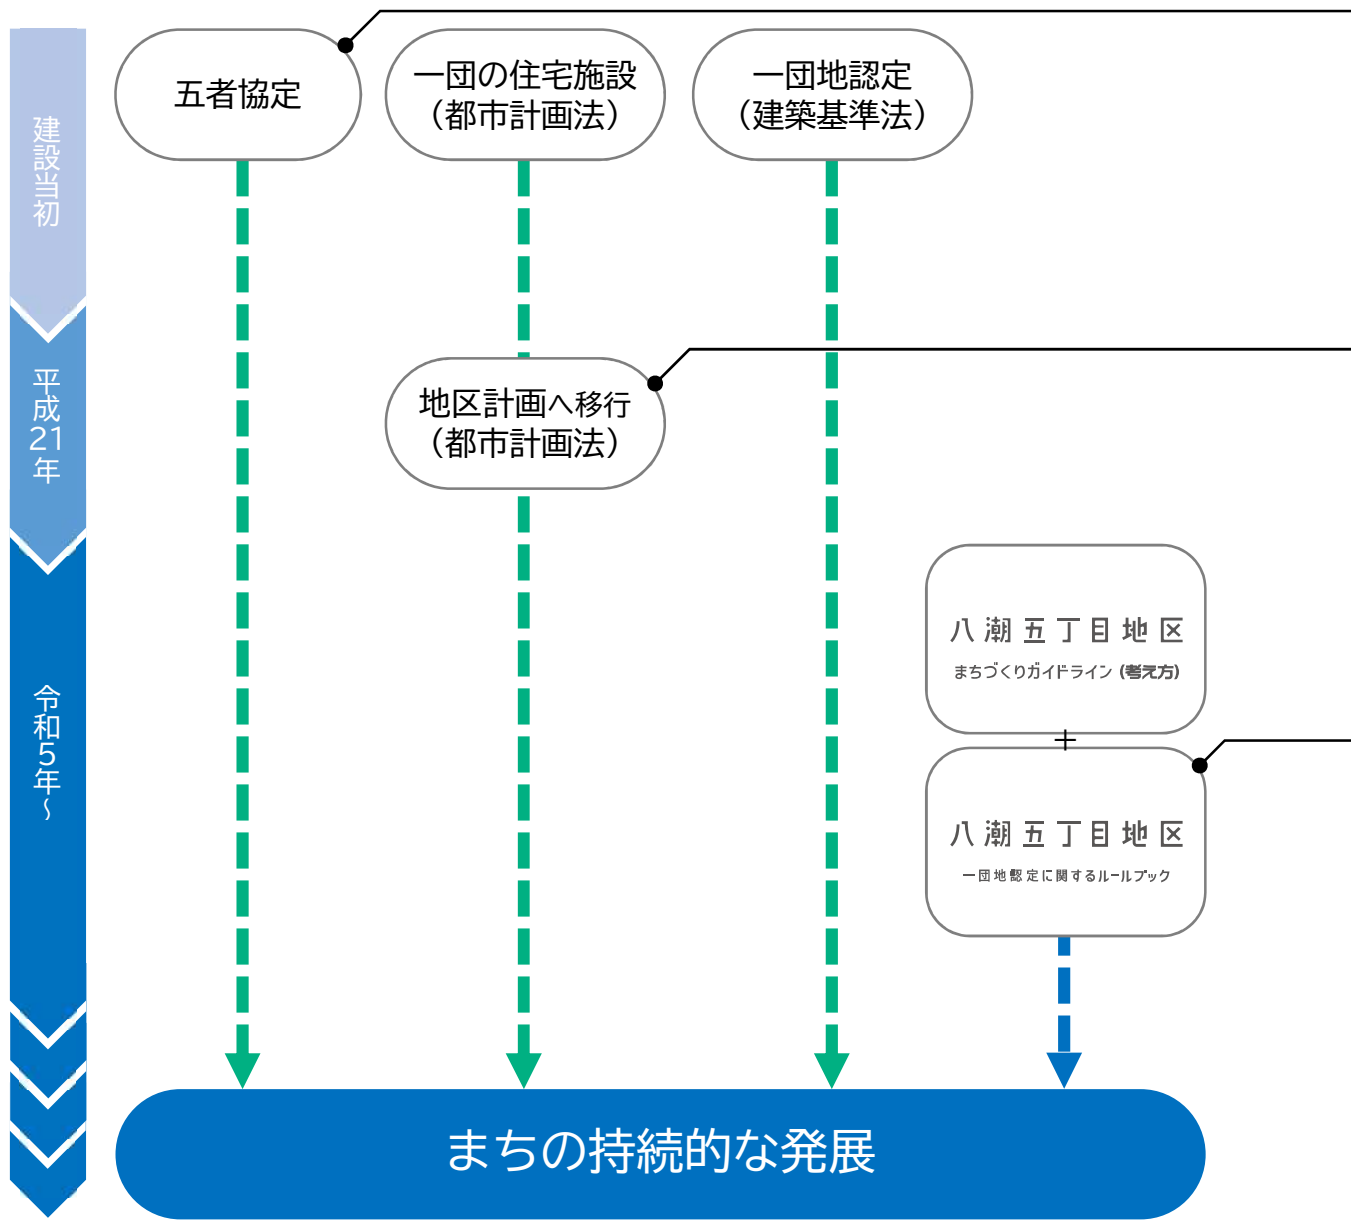 建設当初
五者協定
一団の住宅施設
（都市計画法）
一団地認定
（建築基準法）
平成21年
地区計画へ移行
（都市計画法）
令和5年～
八潮五丁目地区
まちづくりガイドライン（考え方）
＋
八潮五丁目地区
一団地認定に関するルールブック
まちの持続的な発展